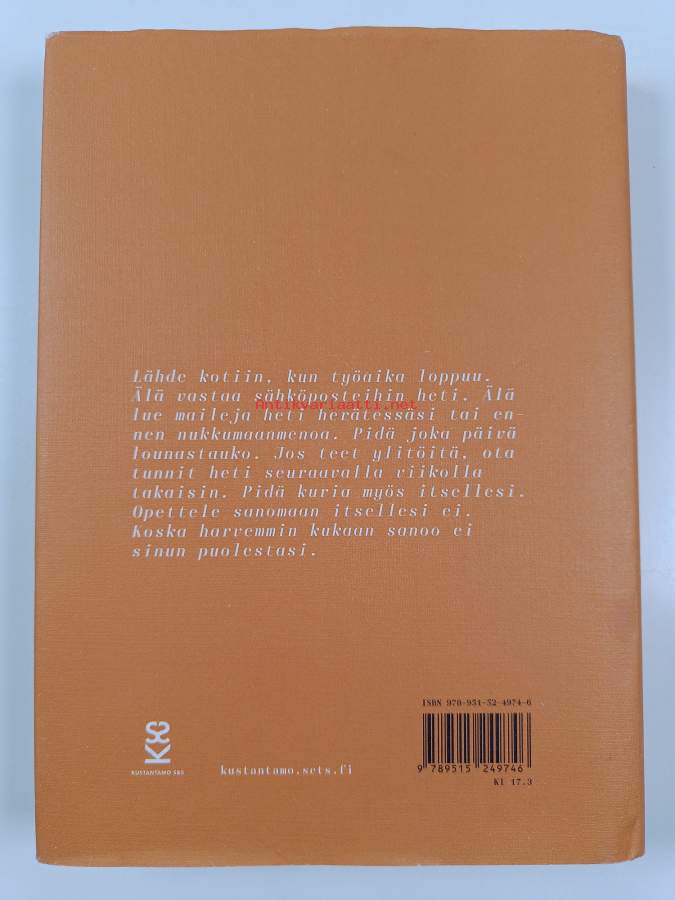 Lähde kotiin, kun työaika loppuu.
Älä vastaa sähköposteihin heti. Älä
Antikvariaatti.net
lue maileja heti herätessäsi tai en-
nen nukkumaanmenoa. Pidä joka päivä
lounastauko. Jos teet ylitöitä, ota
tunnit heti seuraavalla viikolla
takaisin. Pidä kuria myös itsellesi.
Opettele sanomaan itsellesi ei.
Koska harvemmin kukaan sanoo ei
sinun puolestasi.
ISBN 978-951-52-4974-6
9 789515 249746
Kl 17.3
KUSTANTAMO S&S
kustantamo.sets.fi